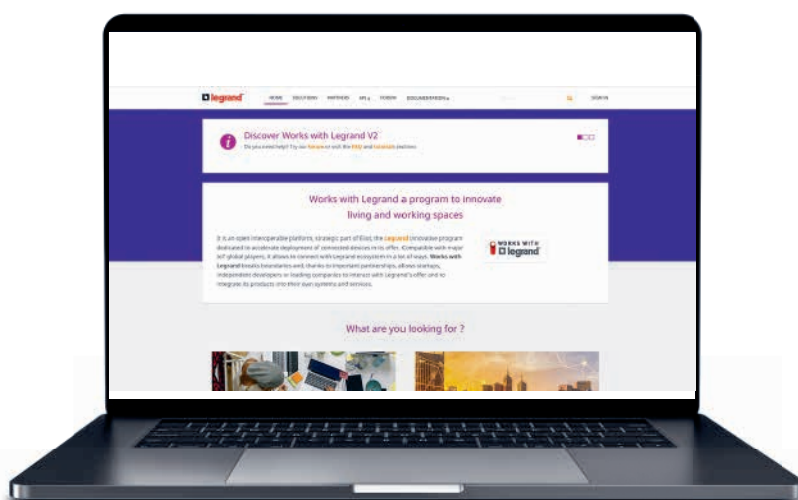 legrand HOME SOLUTIONS PARTNERS API FORUM DOCUMENTATION SIGN IN
Discover Works with Legrand V2
Do you need help? Try our forum or visit the FAQ and tutorials sections
Works with Legrand a program to innovate
living and working spaces
It is an open interoperable platform, strategic part of Eliot, the Legrand innovative program
dedicated to accelerate deployment of connected devices in its offer. Compatible with major
IoT global players, it allows to connect with Legrand ecosystem in a lot of ways. Works with
Legrand breaks boundaries and, thanks to important partnerships, allows startups,
independent developers or leading companies to interact with Legrand's offer and to
integrate its products into their own systems and services.
WORKS WITH
legrand
What are you looking for ?